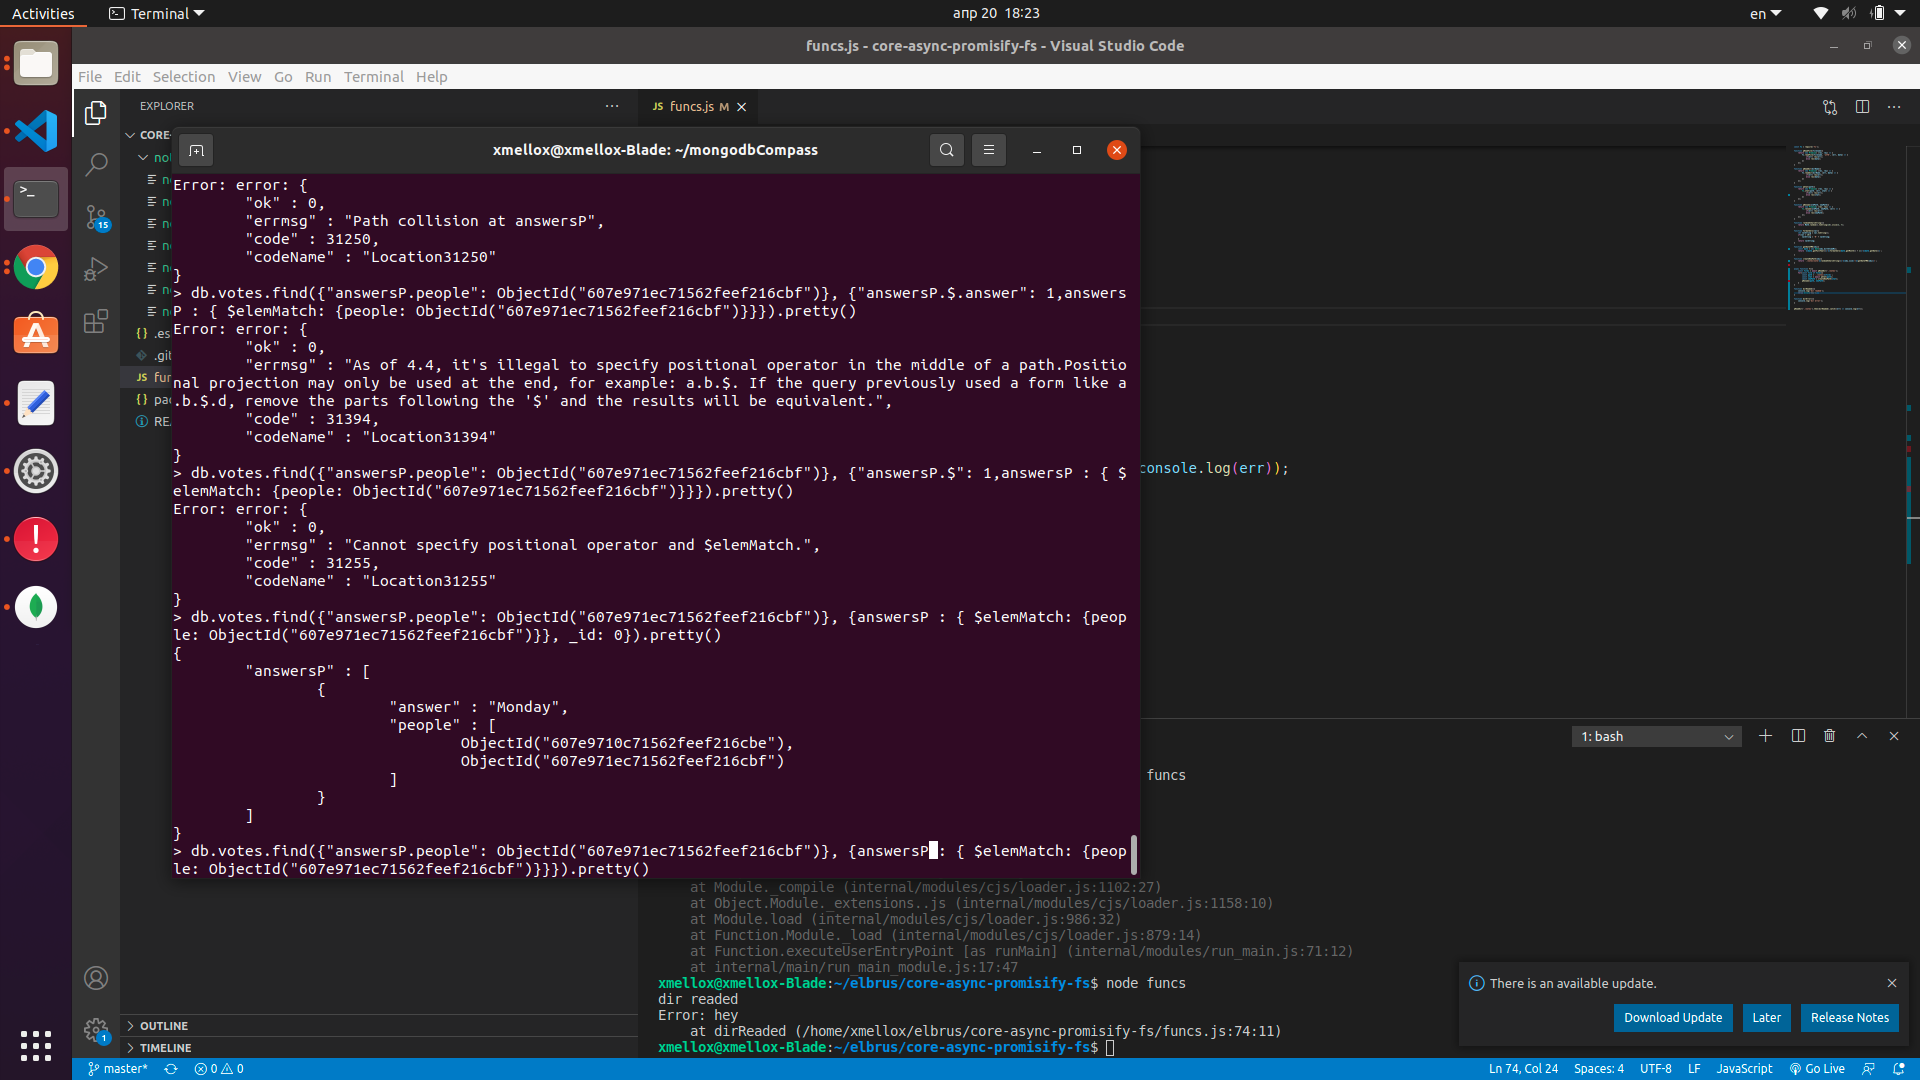 Activities
Terminal
апр 20 18:23
en
funcs.js - core-async-promisify-fs - Visual Studio Code
File Edit Selection View Go Run Terminal Help
EXPLORER
JS funcs.js M
CORE-
xmellox@xmellox-Blade: ~/mongodbCompass
Error: error: {
"ok" : 0,
"errmsg" : "Path collision at answersP",
"code" : 31250,
"codeName" : "Location31250"
}
> db.votes.find({"answersP.people": ObjectId("607e971ec71562feef216cbf")}, {"answersP.$.answer": 1,answers
P : { $elemMatch: {people: ObjectId("607e971ec71562feef216cbf")}}}).pretty()
Error: error: {
"ok" : 0,
"errmsg" : "As of 4.4, it's illegal to specify positional operator in the middle of a path.Positio
nal projection may only be used at the end, for example: a.b.$. If the query previously used a form like a
.b.$.d, remove the parts following the '$' and the results will be equivalent.",
"code" : 31394,
"codeName" : "Location31394"
}
> db.votes.find({"answersP.people": ObjectId("607e971ec71562feef216cbf")}, {"answersP.$": 1,answersP : { $
elemMatch: {people: ObjectId("607e971ec71562feef216cbf")}}}).pretty()
Error: error: {
"ok" : 0,
"errmsg" : "Cannot specify positional operator and $elemMatch.",
"code" : 31255,
"codeName" : "Location31255"
}
> db.votes.find({"answersP.people": ObjectId("607e971ec71562feef216cbf")}, {answersP : { $elemMatch: {peop
le: ObjectId("607e971ec71562feef216cbf")}}, _id: 0}).pretty()
{
"answersP" : [
{
"answer" : "Monday",
"people" : [
ObjectId("607e9710c71562feef216cbe"),
ObjectId("607e971ec71562feef216cbf")
]
}
]
}
> db.votes.find({"answersP.people": ObjectId("607e971ec71562feef216cbf")}, {answersP : { $elemMatch: {peop
le: ObjectId("607e971ec71562feef216cbf")}}}).pretty()
{} .es
.git
JS fun
{} pac
REA
15
console.log(err));
1: bash
funcs
at Module._compile (internal/modules/cjs/loader.js:1102:27)
at Object.Module._extensions..js (internal/modules/cjs/loader.js:1158:10)
at Module.load (internal/modules/cjs/loader.js:986:32)
at Function.Module._load (internal/modules/cjs/loader.js:879:14)
at Function.executeUserEntryPoint [as runMain] (internal/modules/run_main.js:71:12)
at internal/main/run_main_module.js:17:47
xmellox@xmellox-Blade:~/elbrus/core-async-promisify-fs$ node funcs
dir readed
Error: hey
at dirReaded (/home/xmellox/elbrus/core-async-promisify-fs/funcs.js:74:11)
xmellox@xmellox-Blade:~/elbrus/core-async-promisify-fs$
There is an available update.
Download Update Later Release Notes
1
OUTLINE
TIMELINE
master* 0 0
Ln 74, Col 24 Spaces: 4 UTF-8 LF JavaScript Go Live